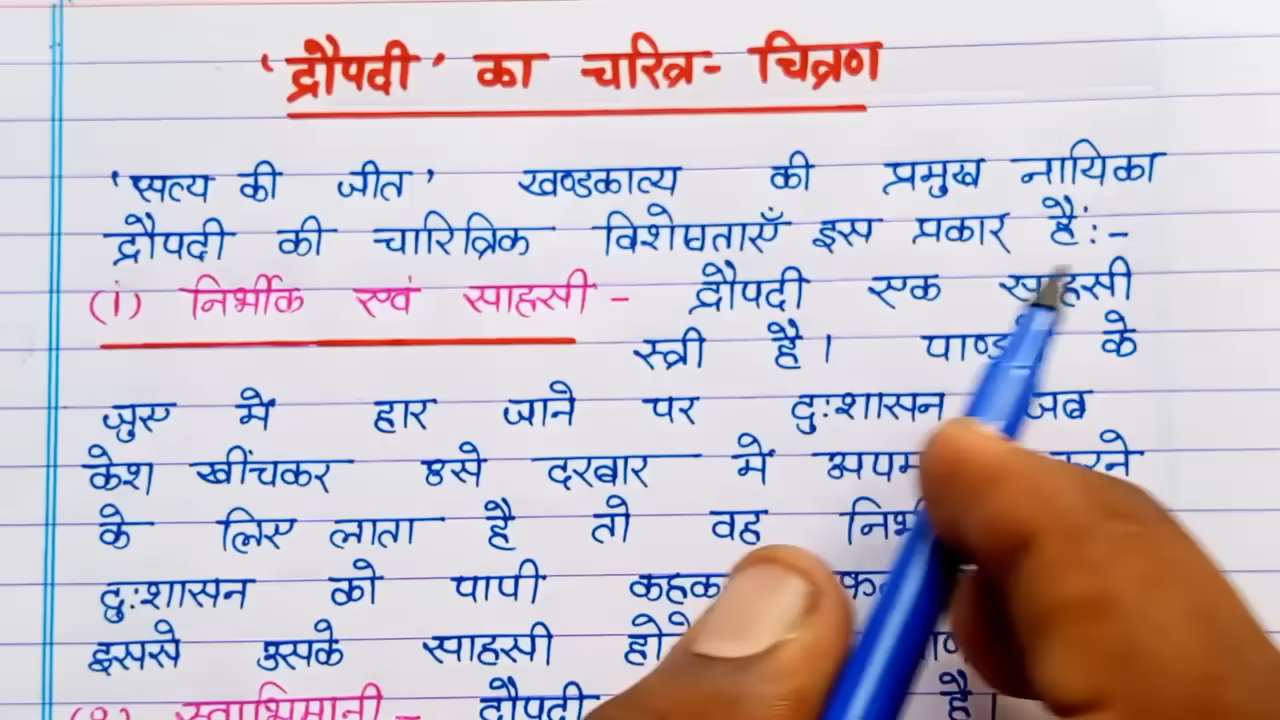 'द्रौपदी' का चरित्र-चित्रण
'सत्य की जीत' खण्डकाव्य की प्रमुख नायिका
द्रौपदी की चारित्रिक विशेषताएँ इस प्रकार हैं:-
(i) निर्भीक एवं साहसी - द्रौपदी एक साहसी
स्त्री है। के
जुए मे हार जाने पर दुःशासन जब
केश खींचकर उसे दरबार में
के लिए लाता है तो वह
दुःशासन को पापी
इससे उसके साहसी
स्वाभिमानी - द्रौपदी है।